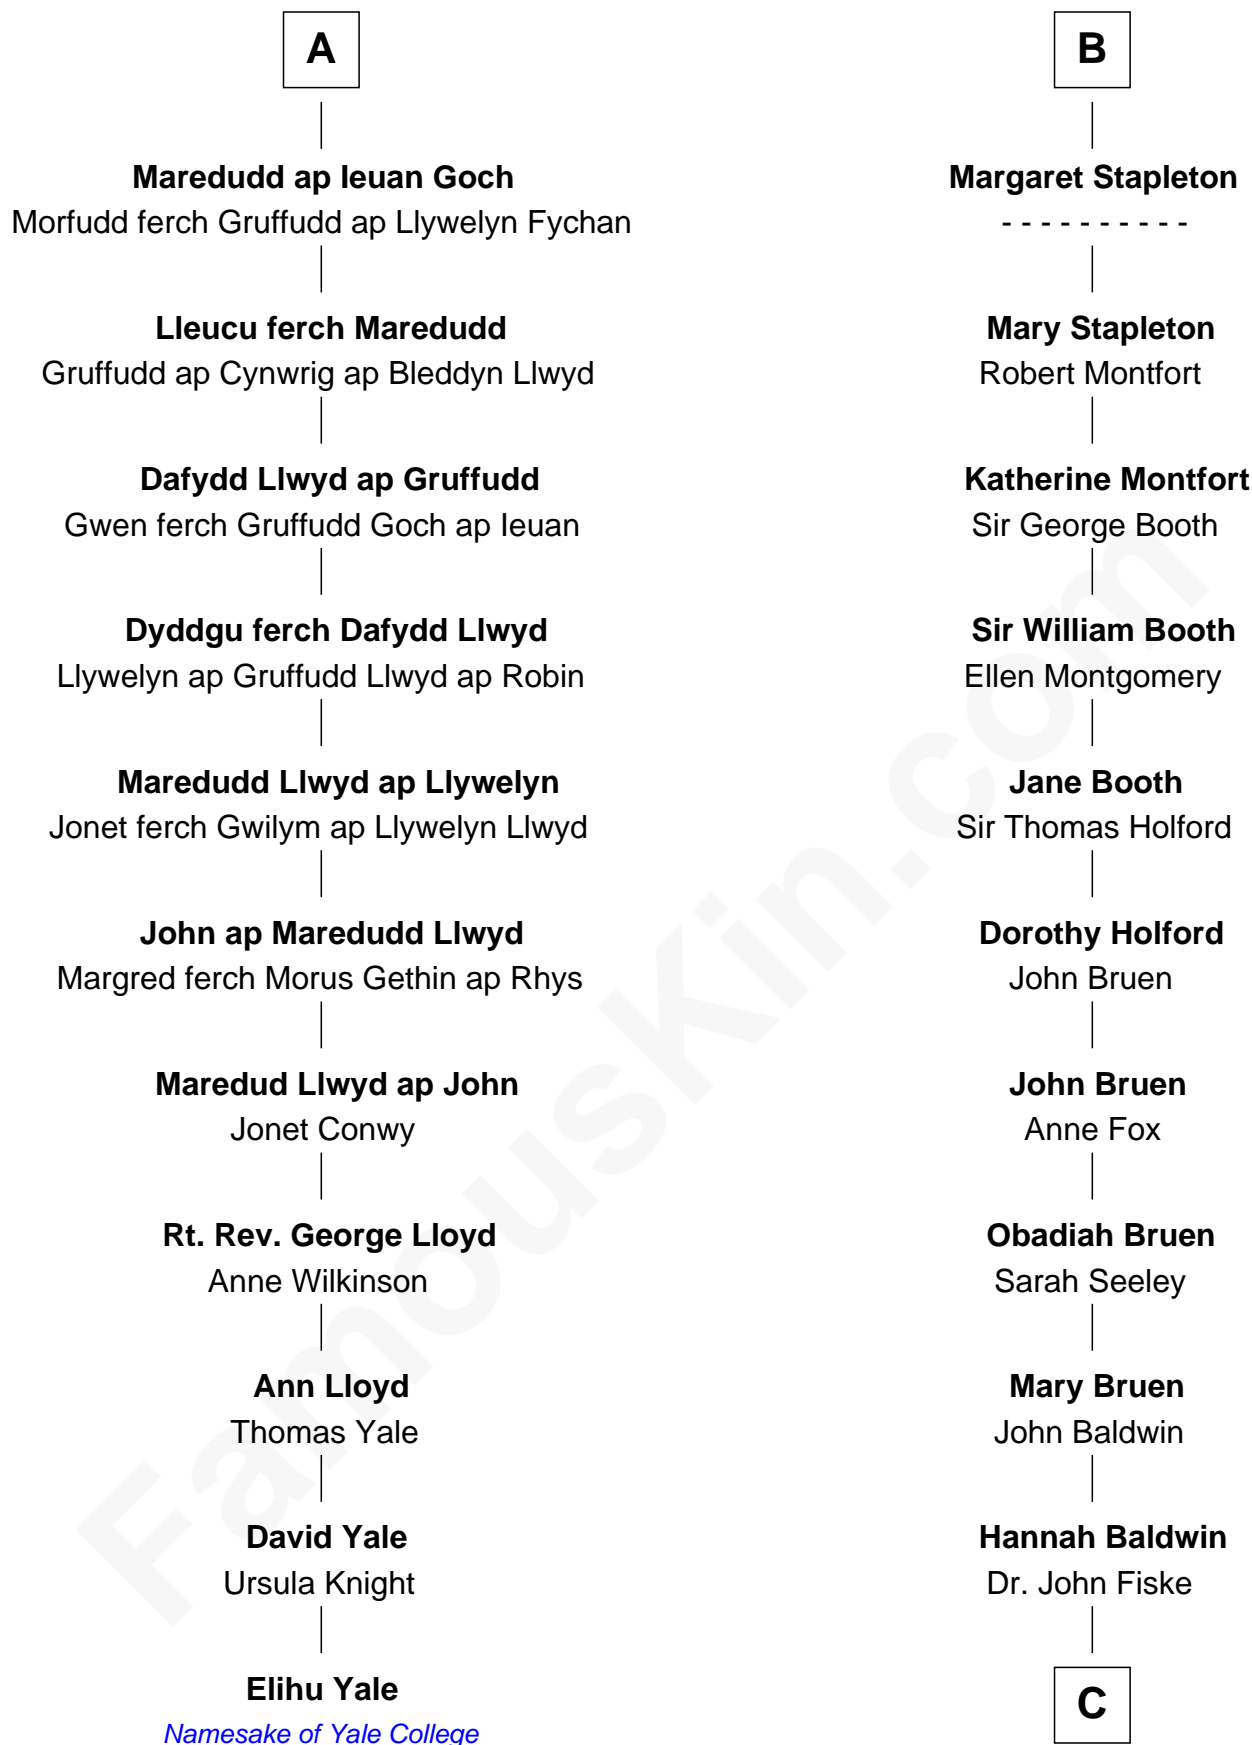 A
Maredudd ap Ieuan Goch
Morfudd ferch Gruffudd ap Llywelyn Fychan
Lleucu ferch Maredudd
Gruffudd ap Cynwrig ap Bleddyn Llwyd
Dafydd Llwyd ap Gruffudd
Gwen ferch Gruffudd Goch ap Ieuan
Dyddgu ferch Dafydd Llwyd
Llywelyn ap Gruffudd Llwyd ap Robin
Maredudd Llwyd ap Llywelyn
Jonet ferch Gwilym ap Llywelyn Llwyd
John ap Maredudd Llwyd
Margred ferch Morus Gethin ap Rhys
Maredud Llwyd ap John
Jonet Conwy
Rt. Rev. George Lloyd
Anne Wilkinson
Ann Lloyd
Thomas Yale
David Yale
Ursula Knight
Elihu Yale
Namesake of Yale College
B
Margaret Stapleton
- - - - - - - - - -
Mary Stapleton
Robert Montfort
Katherine Montfort
Sir George Booth
Sir William Booth
Ellen Montgomery
Jane Booth
Sir Thomas Holford
Dorothy Holford
John Bruen
John Bruen
Anne Fox
Obadiah Bruen
Sarah Seeley
Mary Bruen
John Baldwin
Hannah Baldwin
Dr. John Fiske
C
FamousKin.com